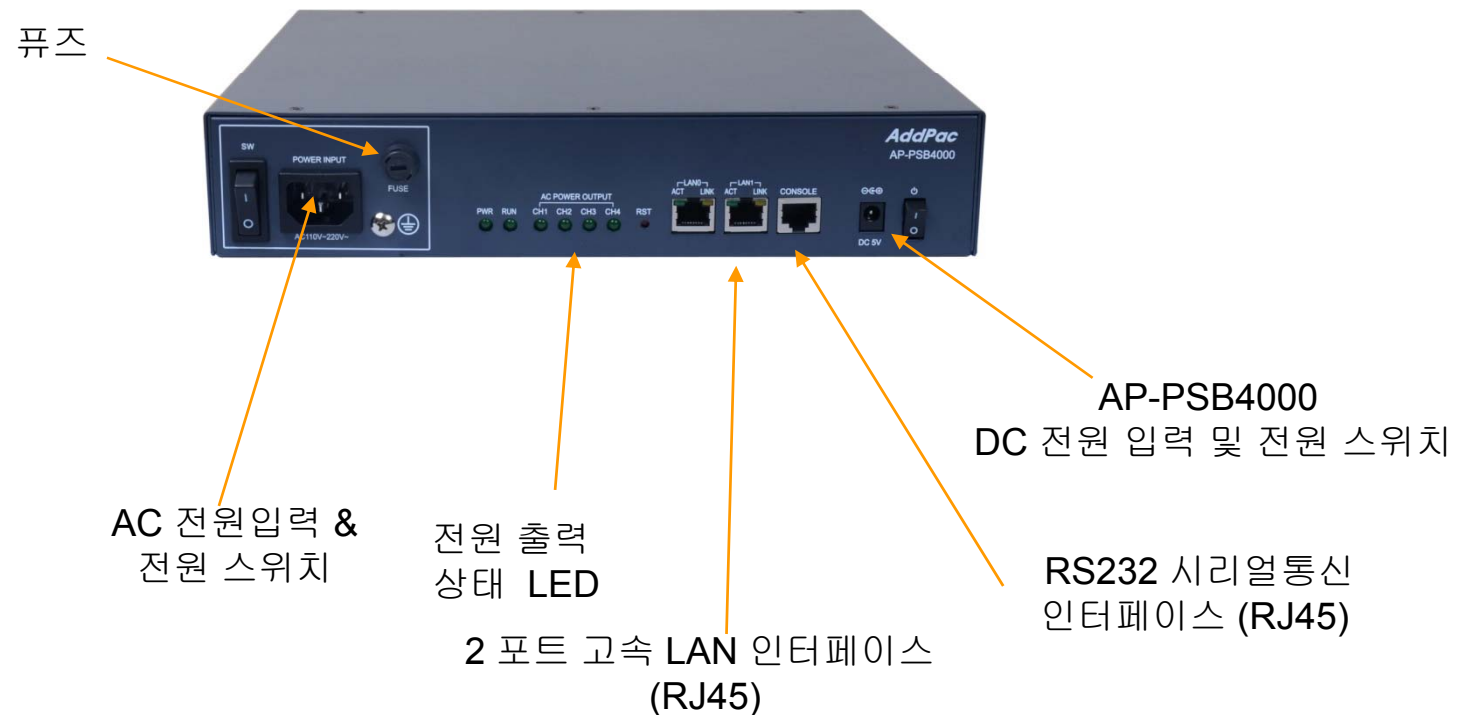 퓨즈
AddPac
AP-PSB4000
SW
POWER INPUT
FUSE
AC110V~220V~
I
O
AC POWER OUTPUT
PWR RUN CH1 CH2 CH3 CH4 RST
LAN0 LAN1
ACT LINK ACT LINK CONSOLE
DC 5V
I
O
AP-PSB4000
DC 전원 입력 및 전원 스위치
AC 전원입력 &
전원 스위치
전원 출력
상태 LED
RS232 시리얼통신
인터페이스 (RJ45)
2 포트 고속 LAN 인터페이스
(RJ45)